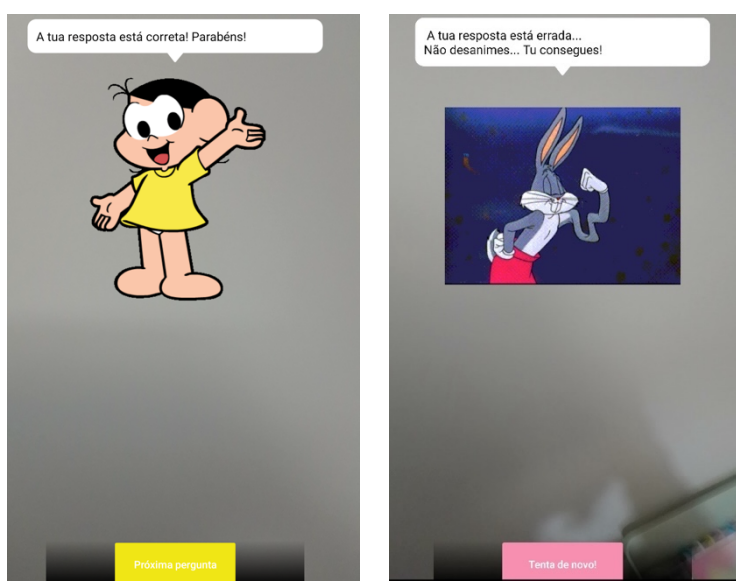 A tua resposta está correta! Parabéns!
Próxima pergunta
A tua resposta está errada...
Não desanimes... Tu consegues!
Tenta de novo!